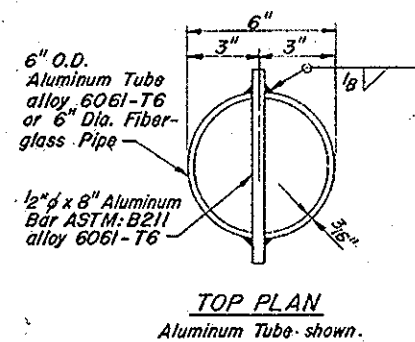 6"
3" 3"
6" O.D.
Aluminum Tube
alloy 6061-T6
or 6" Dia. Fiber-
glass Pipe
1/8
1/2"φ x 8" Aluminum
Bar ASTM: B211
alloy 6061-T6
3/16"
TOP PLAN
Aluminum Tube shown.